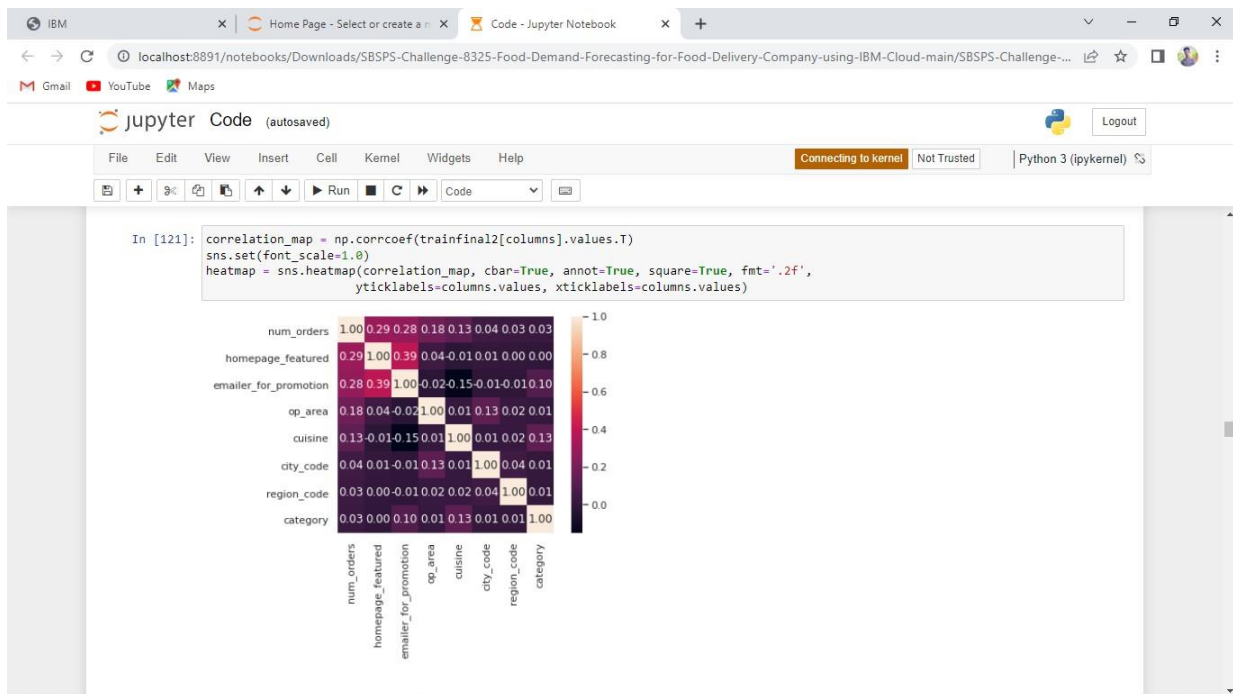 IBM
Home Page - Select or create a n
Code - Jupyter Notebook
localhost:8891/notebooks/Downloads/SBSPS-Challenge-8325-Food-Demand-Forecasting-for-Food-Delivery-Company-using-IBM-Cloud-main/SBSPS-Challenge-...
Gmail YouTube Maps
jupyter Code (autosaved) Logout
File Edit View Insert Cell Kernel Widgets Help Connecting to kernel Not Trusted Python 3 (ipykernel)
Run Code
In [121]: correlation_map = np.corrcoef(trainfinal2[columns].values.T)
sns.set(font_scale=1.0)
heatmap = sns.heatmap(correlation_map, cbar=True, annot=True, square=True, fmt='.2f',
yticklabels=columns.values, xticklabels=columns.values)
num_orders 1.00 0.29 0.28 0.18 0.13 0.04 0.03 0.03
homepage_featured 0.29 1.00 0.39 0.04 -0.01 0.01 0.00 0.00
emailer_for_promotion 0.28 0.39 1.00 -0.02 -0.15 -0.01 -0.01 0.10
op_area 0.18 0.04 -0.02 1.00 0.01 0.13 0.02 0.01
cuisine 0.13 -0.01 -0.15 0.01 1.00 0.01 0.02 0.13
city_code 0.04 0.01 -0.01 0.13 0.01 1.00 0.04 0.01
region_code 0.03 0.00 -0.01 0.02 0.02 0.04 1.00 0.01
category 0.03 0.00 0.10 0.01 0.13 0.01 0.01 1.00
num_orders
homepage_featured
emailer_for_promotion
op_area
cuisine
city_code
region_code
category
1.0
0.8
0.6
0.4
0.2
0.0